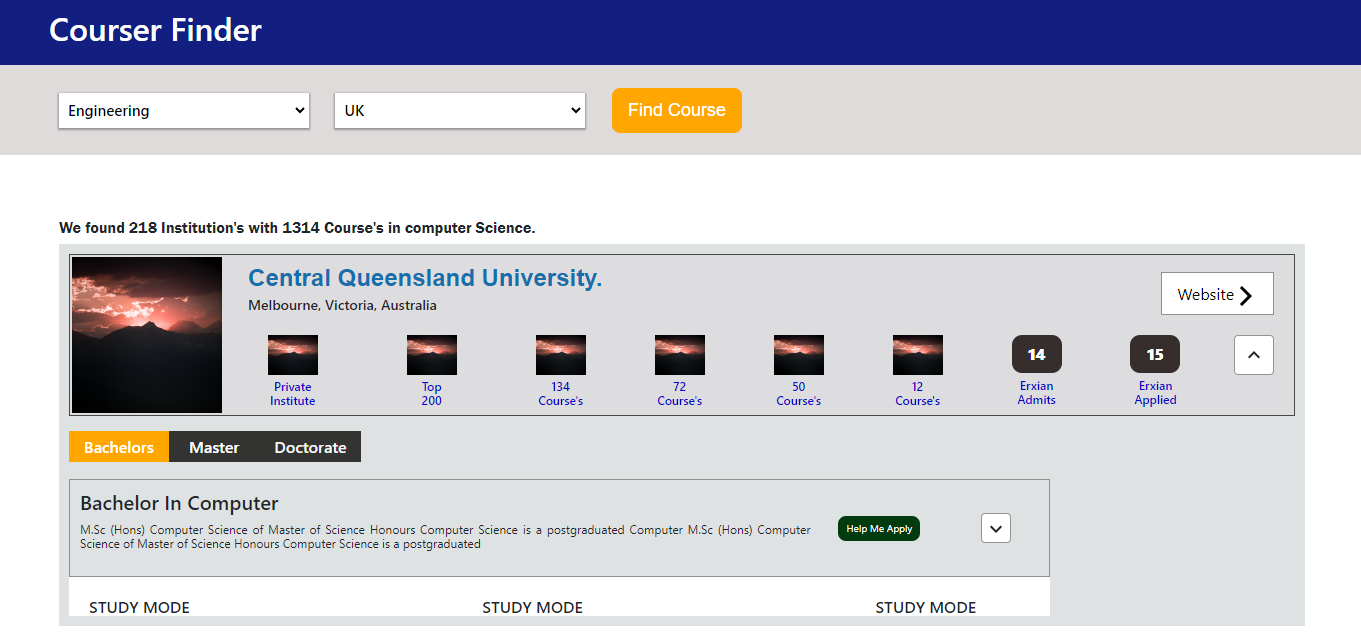 Courser Finder
Engineering
UK
Find Course
We found 218 Institution's with 1314 Course's in computer Science.
Central Queensland University.
Melbourne, Victoria, Australia
Website
Private
Institute
Top
200
134
Course's
72
Course's
50
Course's
12
Course's
14
Erxian
Admits
15
Erxian
Applied
Bachelors
Master
Doctorate
Bachelor In Computer
M.Sc (Hons) Computer Science of Master of Science Honours Computer Science is a postgraduated Computer M.Sc (Hons) Computer
Science of Master of Science Honours Computer Science is a postgraduated
Help Me Apply
STUDY MODE
STUDY MODE
STUDY MODE